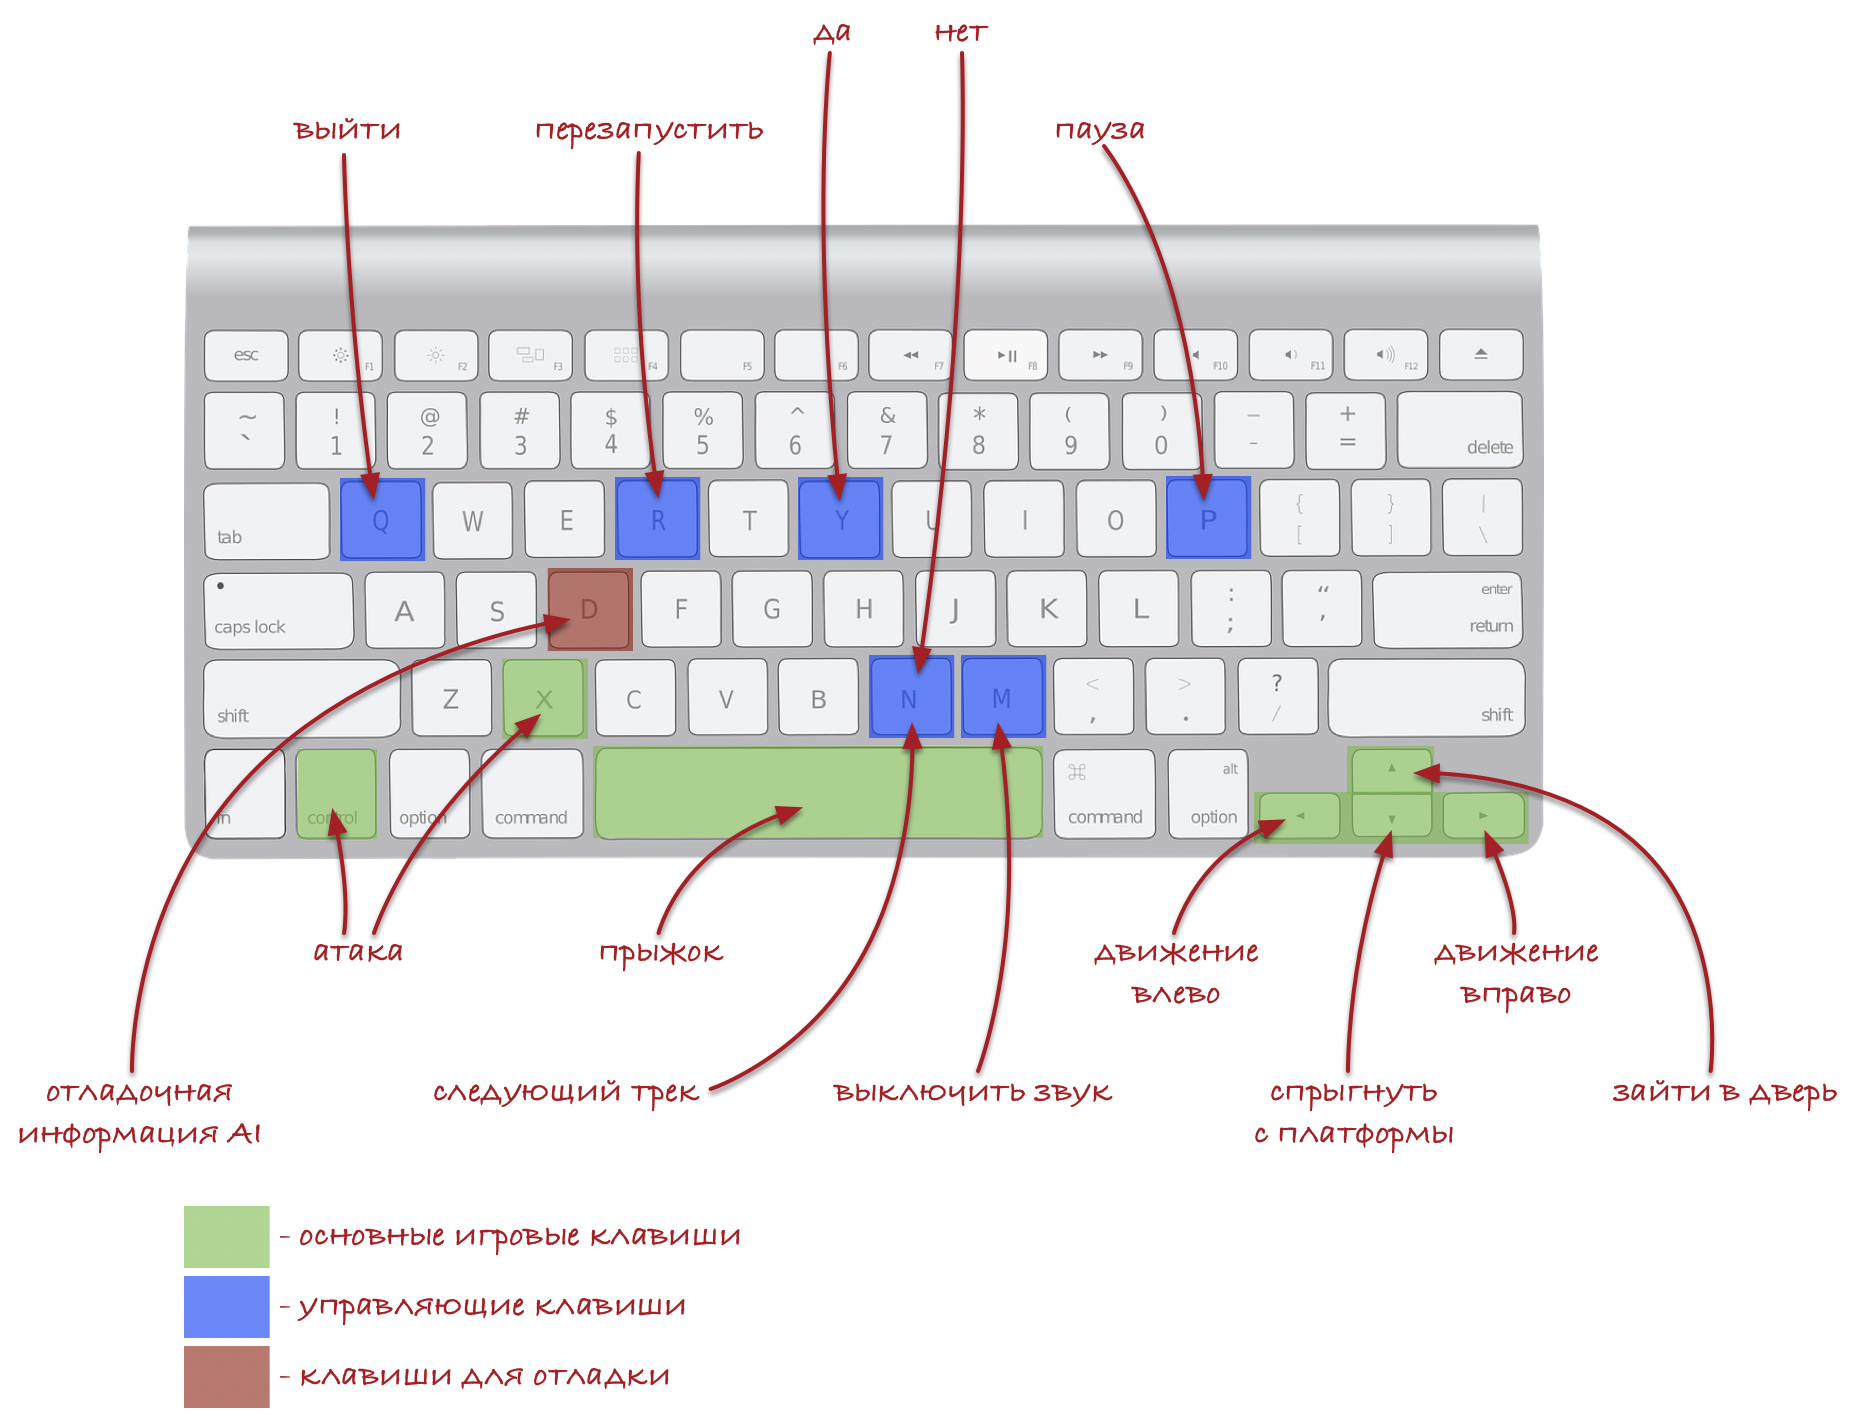 да нет
выйти перезапустить пауза
esc F1 F2 F3 F4 F5 F6 F7 F8 F9 F10 F11 F12
~ ! @ # $ % ^ & * ( ) – +
` 1 2 3 4 5 6 7 8 9 0 - = delete
tab Q W E R T Y U I O P { [ } ] | \
caps lock A S D F G H J K L : ; “ , enter return
shift Z X C V B N M < , > . ? / shift
fn control option command ⌘ command alt option
атака прыжок движение влево движение вправо
отладочная информация AI
следующий трек
выключить звук
спрыгнуть с платформы
зайти в дверь
- основные игровые клавиши
- управляющие клавиши
- клавиши для отладки